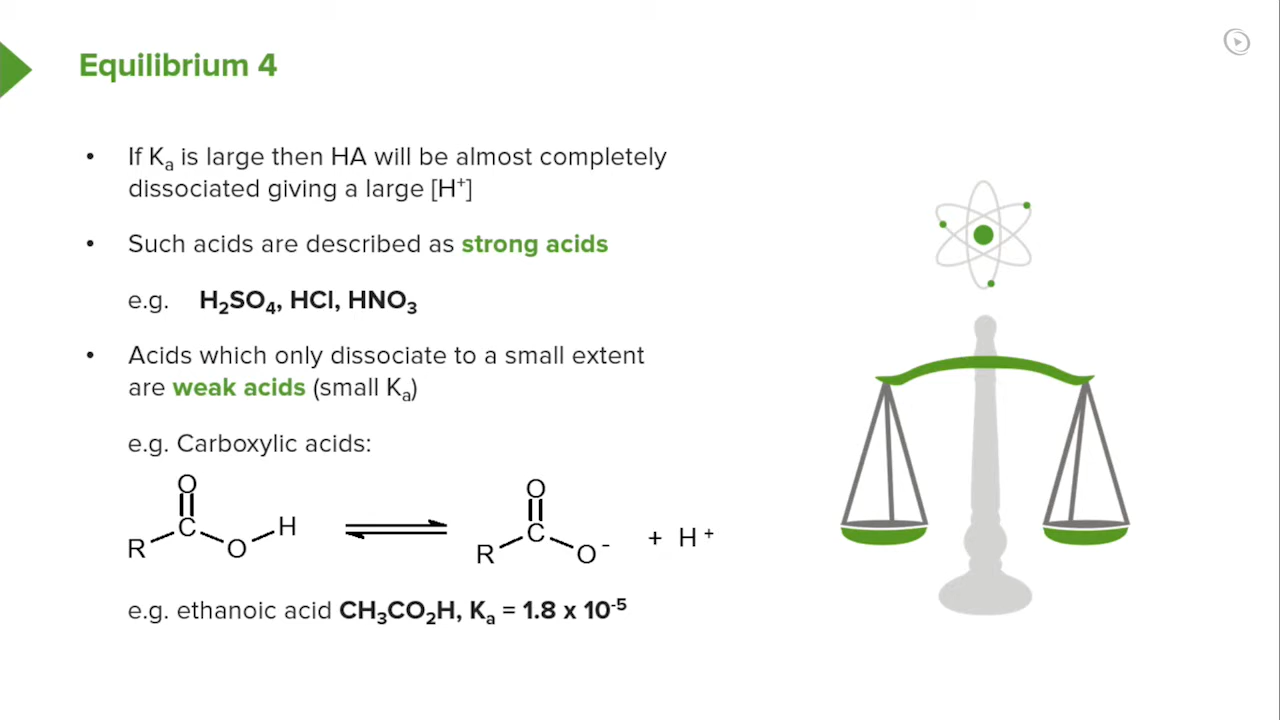 Equilibrium 4
• If Kₐ is large then HA will be almost completely
dissociated giving a large [H⁺]
• Such acids are described as strong acids
e.g. H₂SO₄, HCl, HNO₃
• Acids which only dissociate to a small extent
are weak acids (small Kₐ)
e.g. Carboxylic acids:
R C O O H ⇌ R C O O⁻ + H⁺
e.g. ethanoic acid CH₃CO₂H, Kₐ = 1.8 x 10⁻⁵